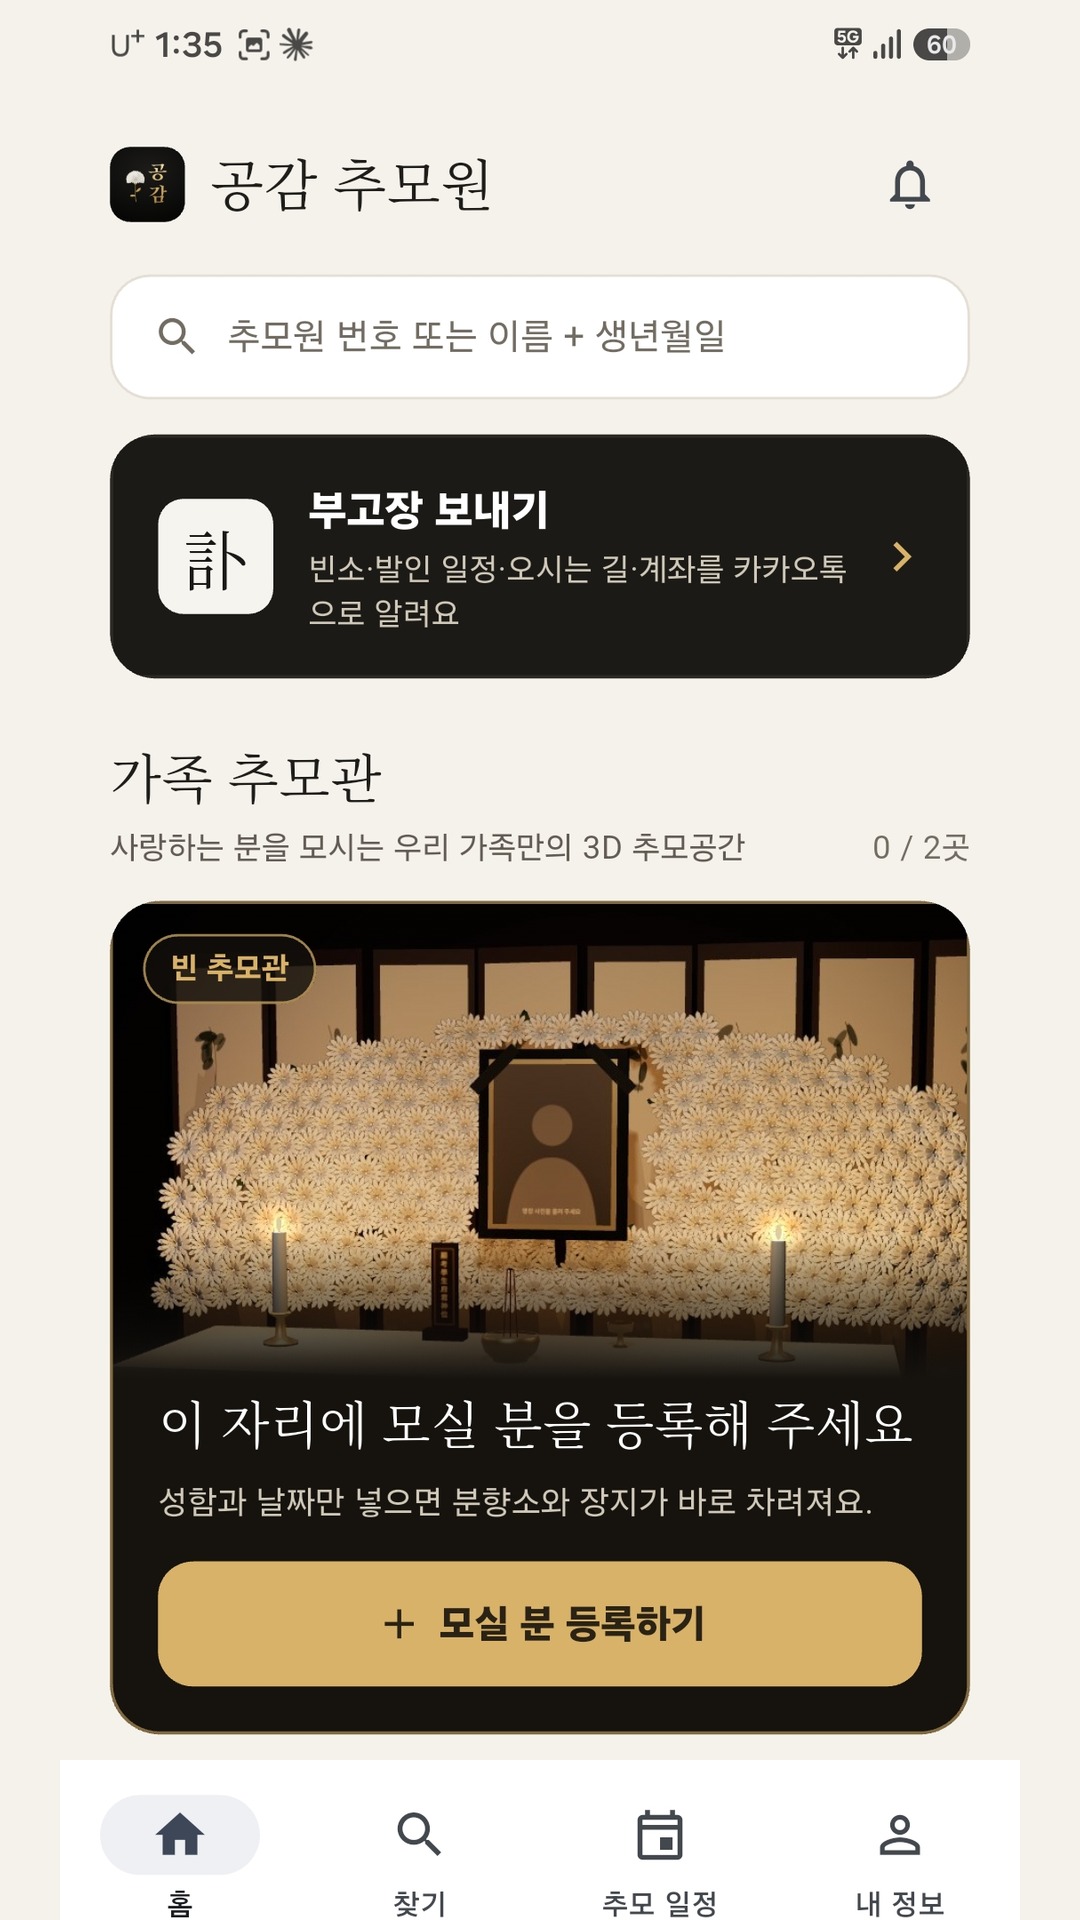 U+ 1:35 5G 60
공감
공감 추모원
추모원 번호 또는 이름 + 생년월일
訃
부고장 보내기
빈소·발인 일정·오시는 길·계좌를 카카오톡
으로 알려요
가족 추모관
사랑하는 분을 모시는 우리 가족만의 3D 추모공간 0 / 2곳
빈 추모관
이 자리에 모실 분을 등록해 주세요
성함과 날짜만 넣으면 분향소와 장지가 바로 차려져요.
+ 모실 분 등록하기
홈 찾기 추모 일정 내 정보